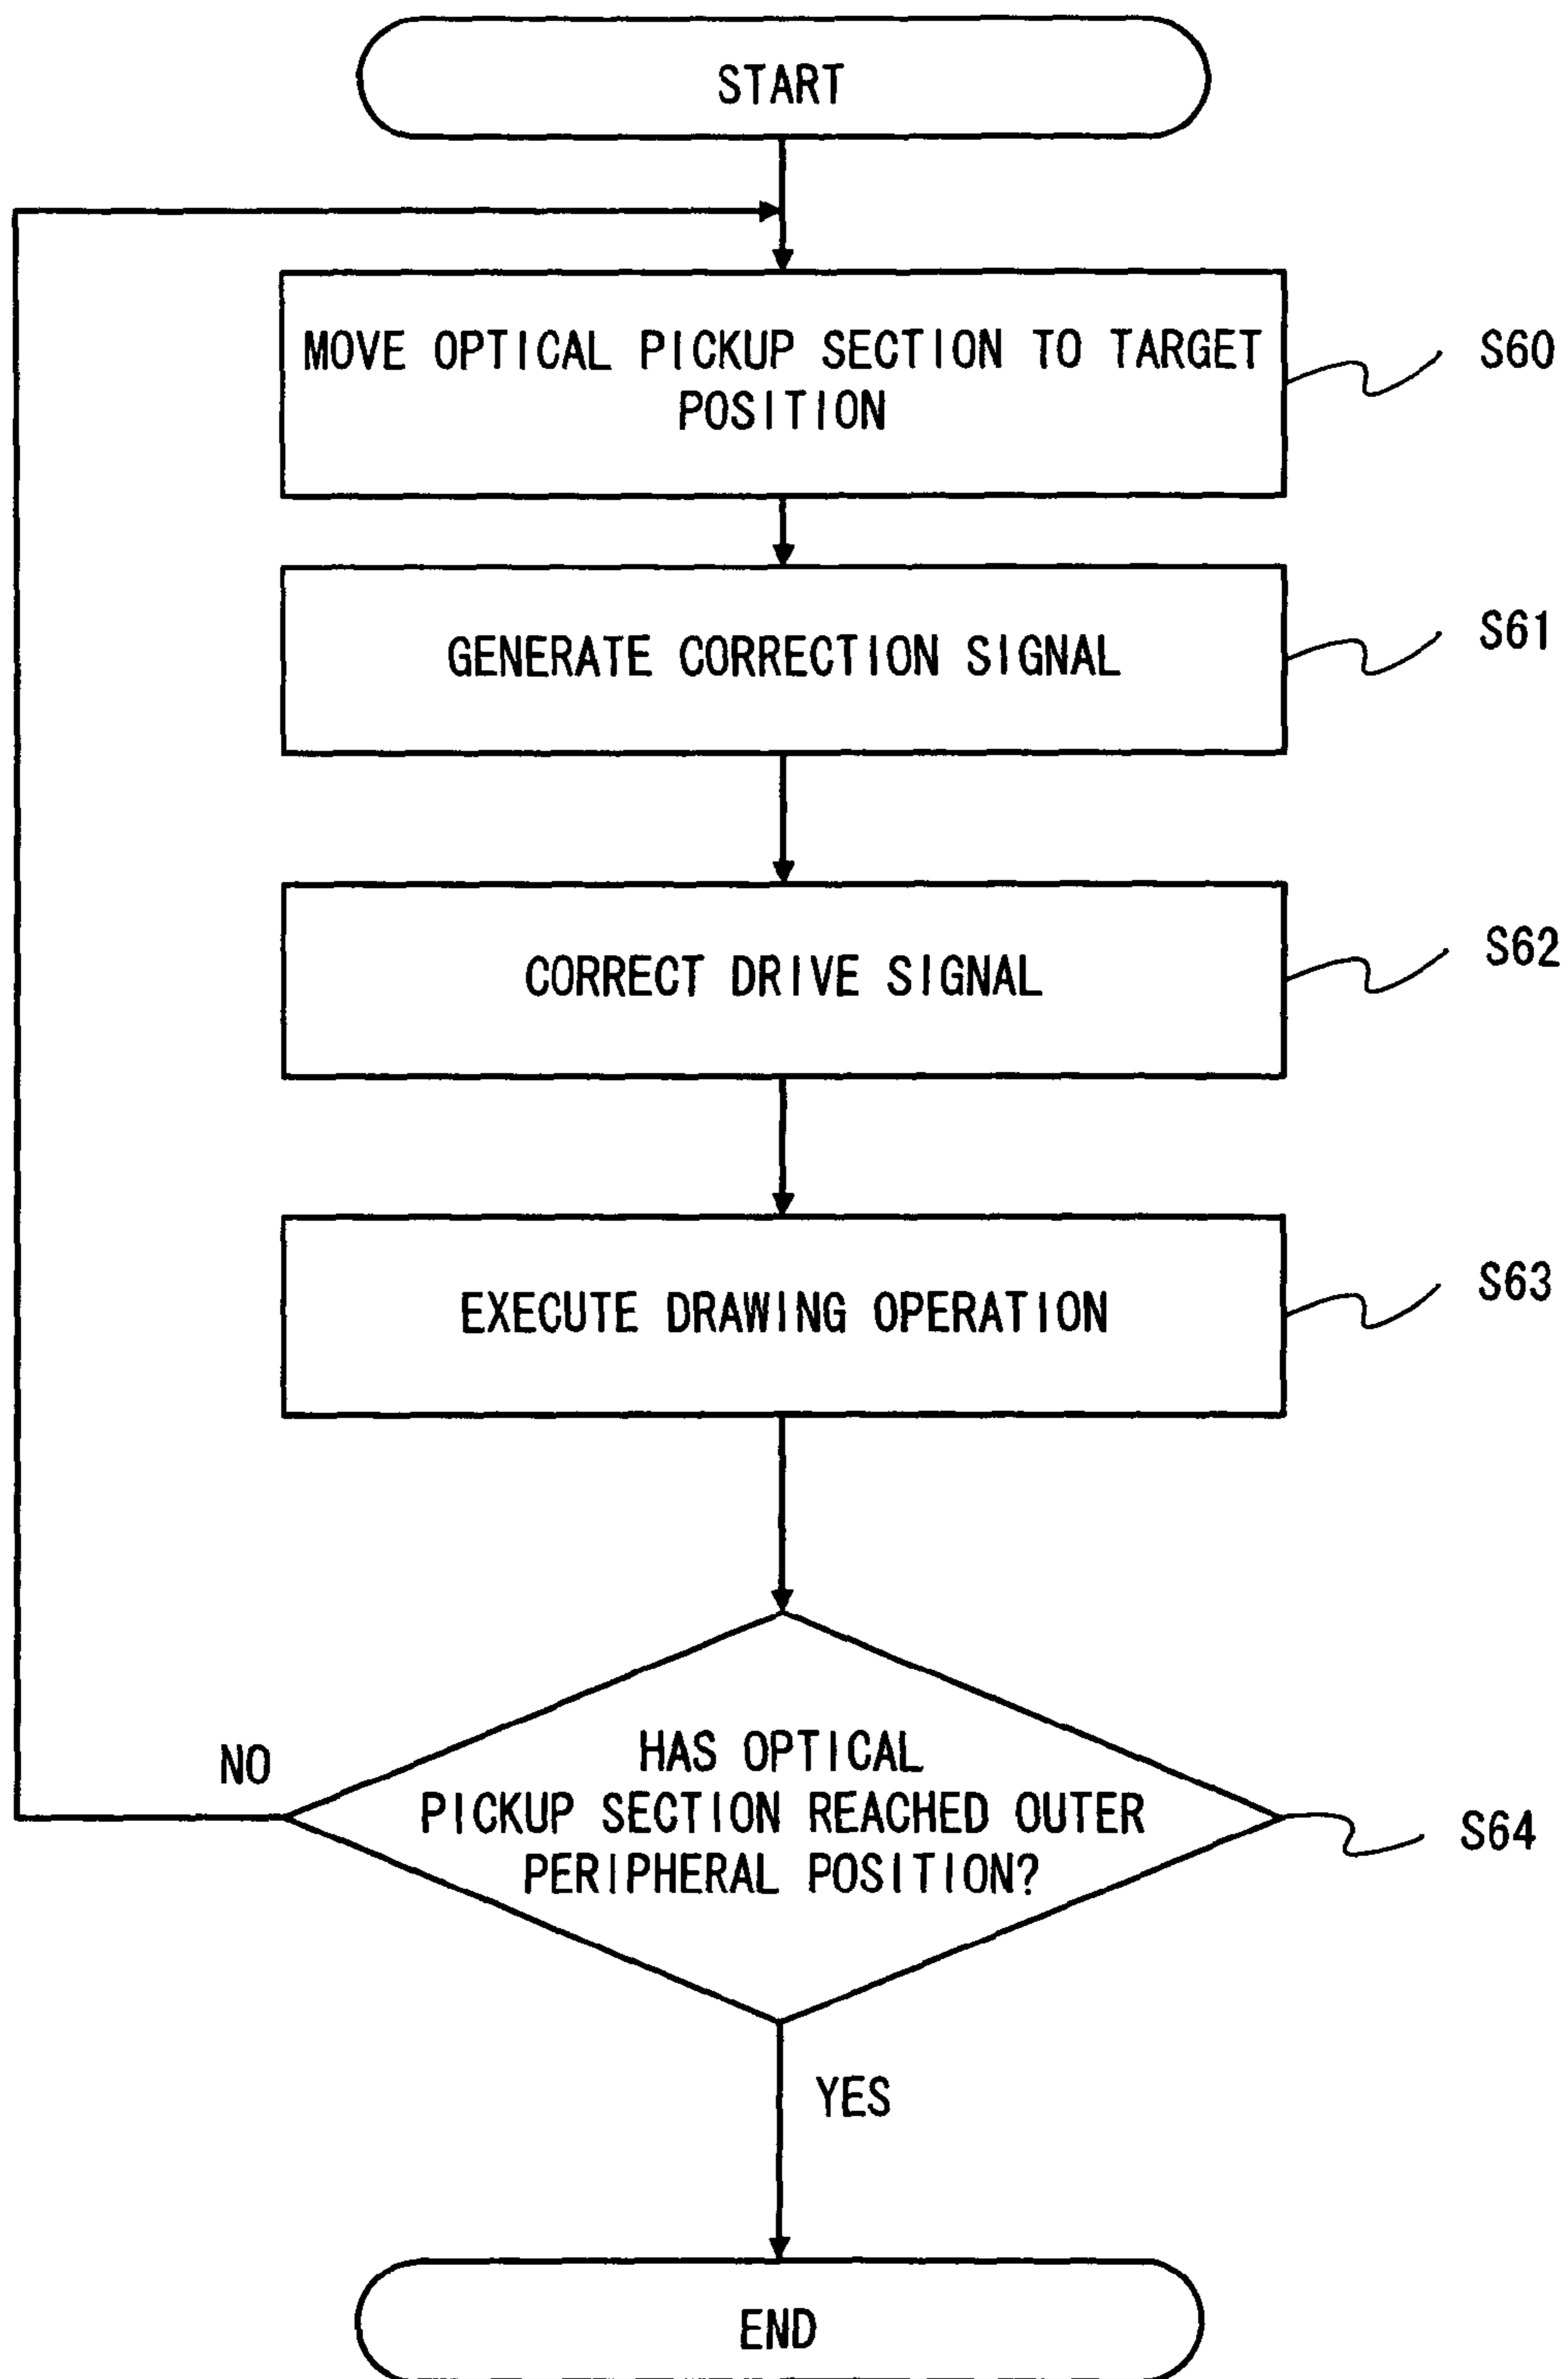 START
MOVE OPTICAL PICKUP SECTION TO TARGET
POSITION
S60
GENERATE CORRECTION SIGNAL
S61
CORRECT DRIVE SIGNAL
S62
EXECUTE DRAWING OPERATION
S63
HAS OPTICAL
PICKUP SECTION REACHED OUTER
PERIPHERAL POSITION?
S64
NO
YES
END